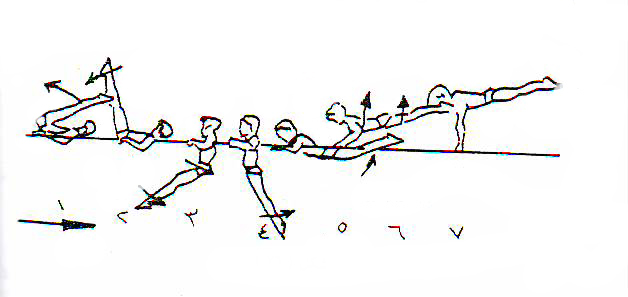 ١ ٢ ٣ ٤ ٥ ٦ ٧